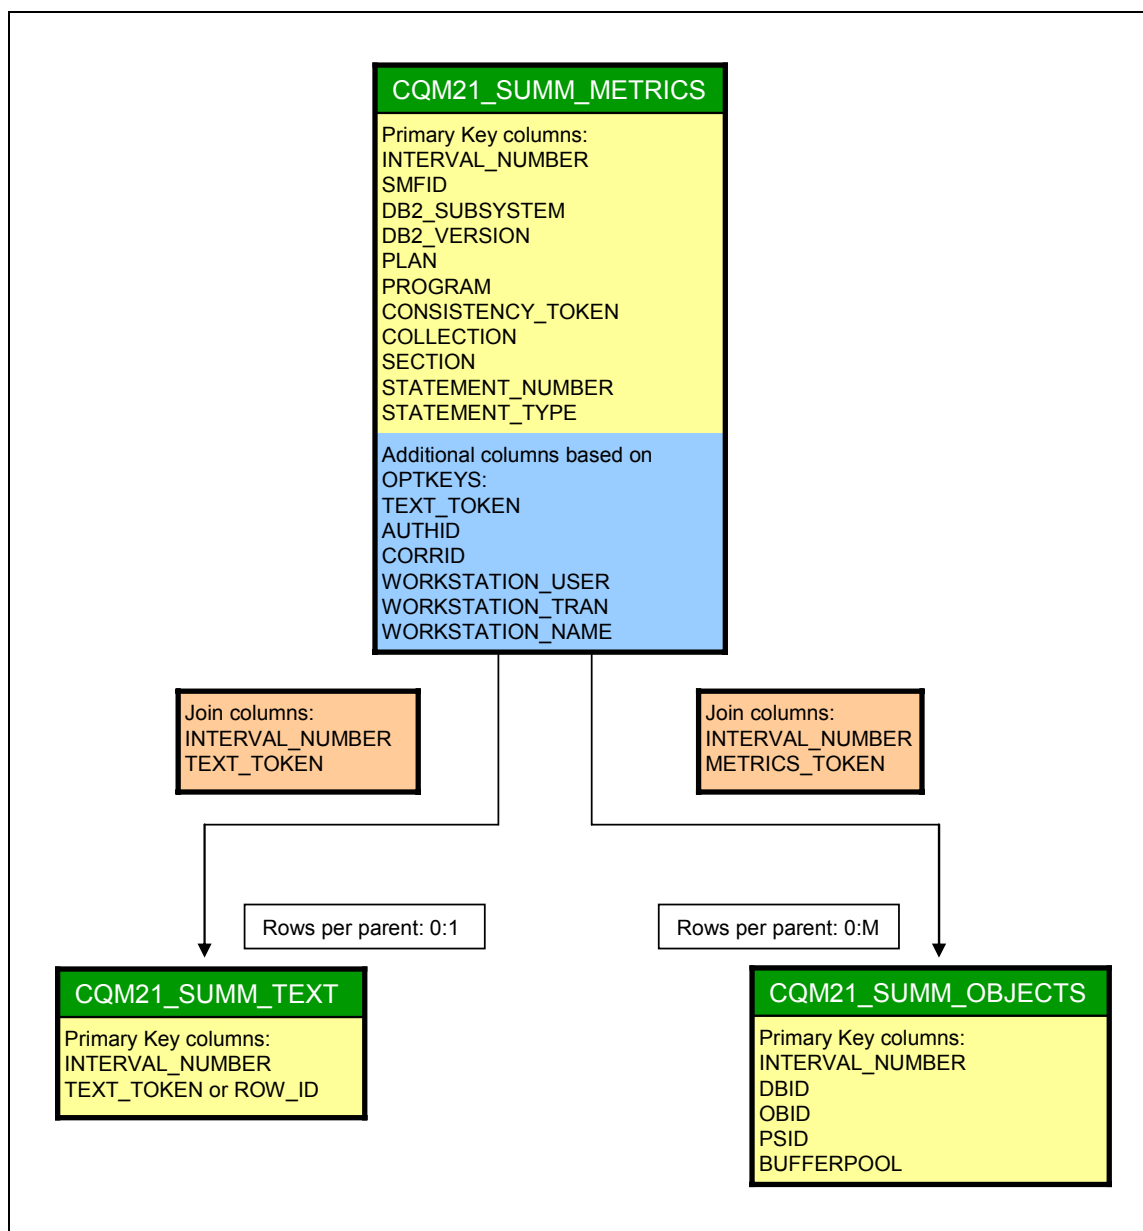 CQM21_SUMM_METRICS
Primary Key columns:
INTERVAL_NUMBER
SMFID
DB2_SUBSYSTEM
DB2_VERSION
PLAN
PROGRAM
CONSISTENCY_TOKEN
COLLECTION
SECTION
STATEMENT_NUMBER
STATEMENT_TYPE
Additional columns based on
OPTKEYS:
TEXT_TOKEN
AUTHID
CORRID
WORKSTATION_USER
WORKSTATION_TRAN
WORKSTATION_NAME
Join columns:
INTERVAL_NUMBER
TEXT_TOKEN
Join columns:
INTERVAL_NUMBER
METRICS_TOKEN
Rows per parent: 0:1
Rows per parent: 0:M
CQM21_SUMM_TEXT
Primary Key columns:
INTERVAL_NUMBER
TEXT_TOKEN or ROW_ID
CQM21_SUMM_OBJECTS
Primary Key columns:
INTERVAL_NUMBER
DBID
OBID
PSID
BUFFERPOOL